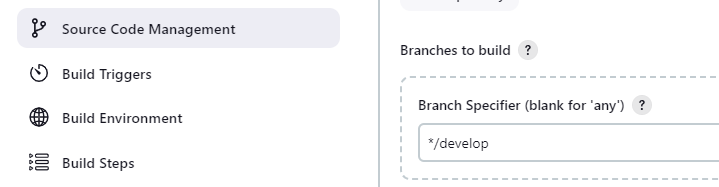 Source Code Management
Build Triggers
Build Environment
Build Steps
Branches to build ?
Branch Specifier (blank for 'any') ?
*/develop